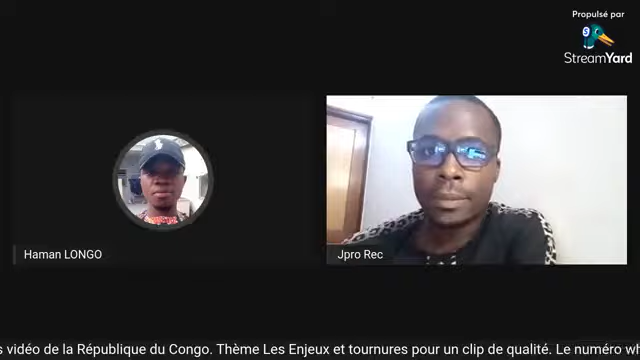 Propulsé par
StreamYard
Haman LONGO
Jpro Rec
s vidéo de la République du Congo. Thème Les Enjeux et tournures pour un clip de qualité. Le numéro wh